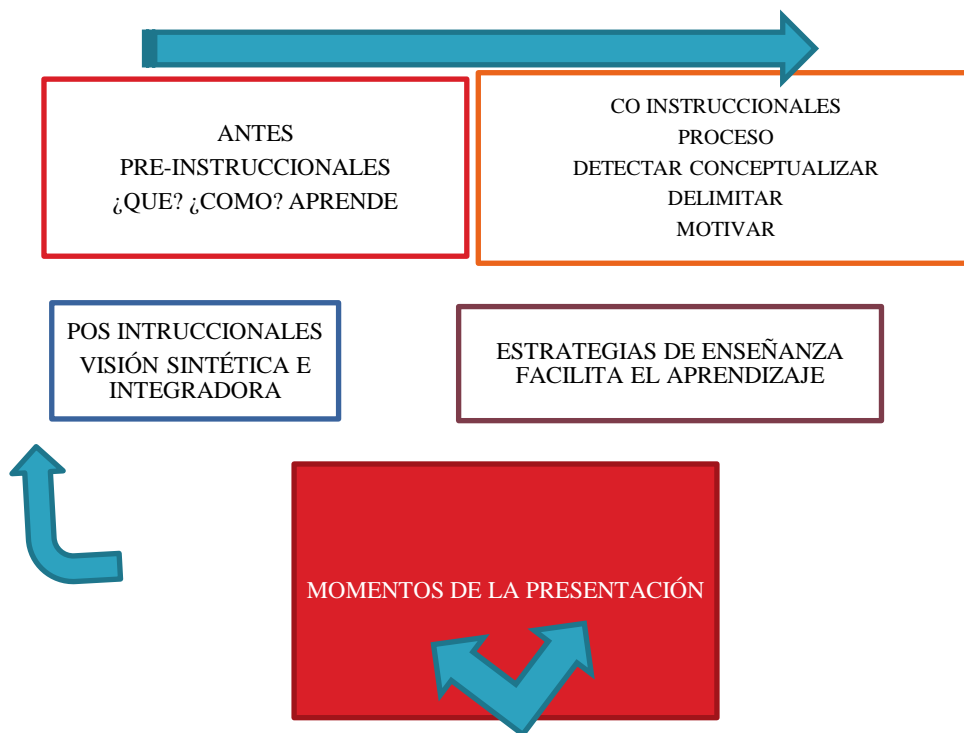 ANTES
PRE-INSTRUCCIONALES
¿QUE? ¿COMO? APRENDE
CO INSTRUCCIONALES
PROCESO
DETECTAR CONCEPTUALIZAR
DELIMITAR
MOTIVAR
POS INTRUCCIONALES
VISIÓN SINTÉTICA E
INTEGRADORA
ESTRATEGIAS DE ENSEÑANZA
FACILITA EL APRENDIZAJE
MOMENTOS DE LA PRESENTACIÓN